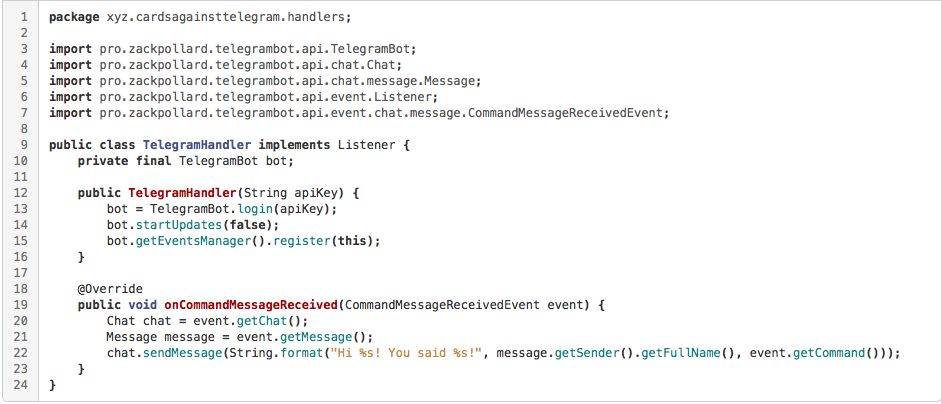 1 package xyz.cardsagainsttelegram.handlers;
2
3 import pro.zackpollard.telegrambot.api.TelegramBot;
4 import pro.zackpollard.telegrambot.api.chat.Chat;
5 import pro.zackpollard.telegrambot.api.chat.message.Message;
6 import pro.zackpollard.telegrambot.api.event.Listener;
7 import pro.zackpollard.telegrambot.api.event.chat.message.CommandMessageReceivedEvent;
8
9 public class TelegramHandler implements Listener {
10     private final TelegramBot bot;
11
12     public TelegramHandler(String apiKey) {
13         bot = TelegramBot.login(apiKey);
14         bot.startUpdates(false);
15         bot.getEventsManager().register(this);
16     }
17
18     @Override
19     public void onCommandMessageReceived(CommandMessageReceivedEvent event) {
20         Chat chat = event.getChat();
21         Message message = event.getMessage();
22         chat.sendMessage(String.format("Hi %s! You said %s!", message.getSender().getFullName(), event.getCommand()));
23     }
24 }